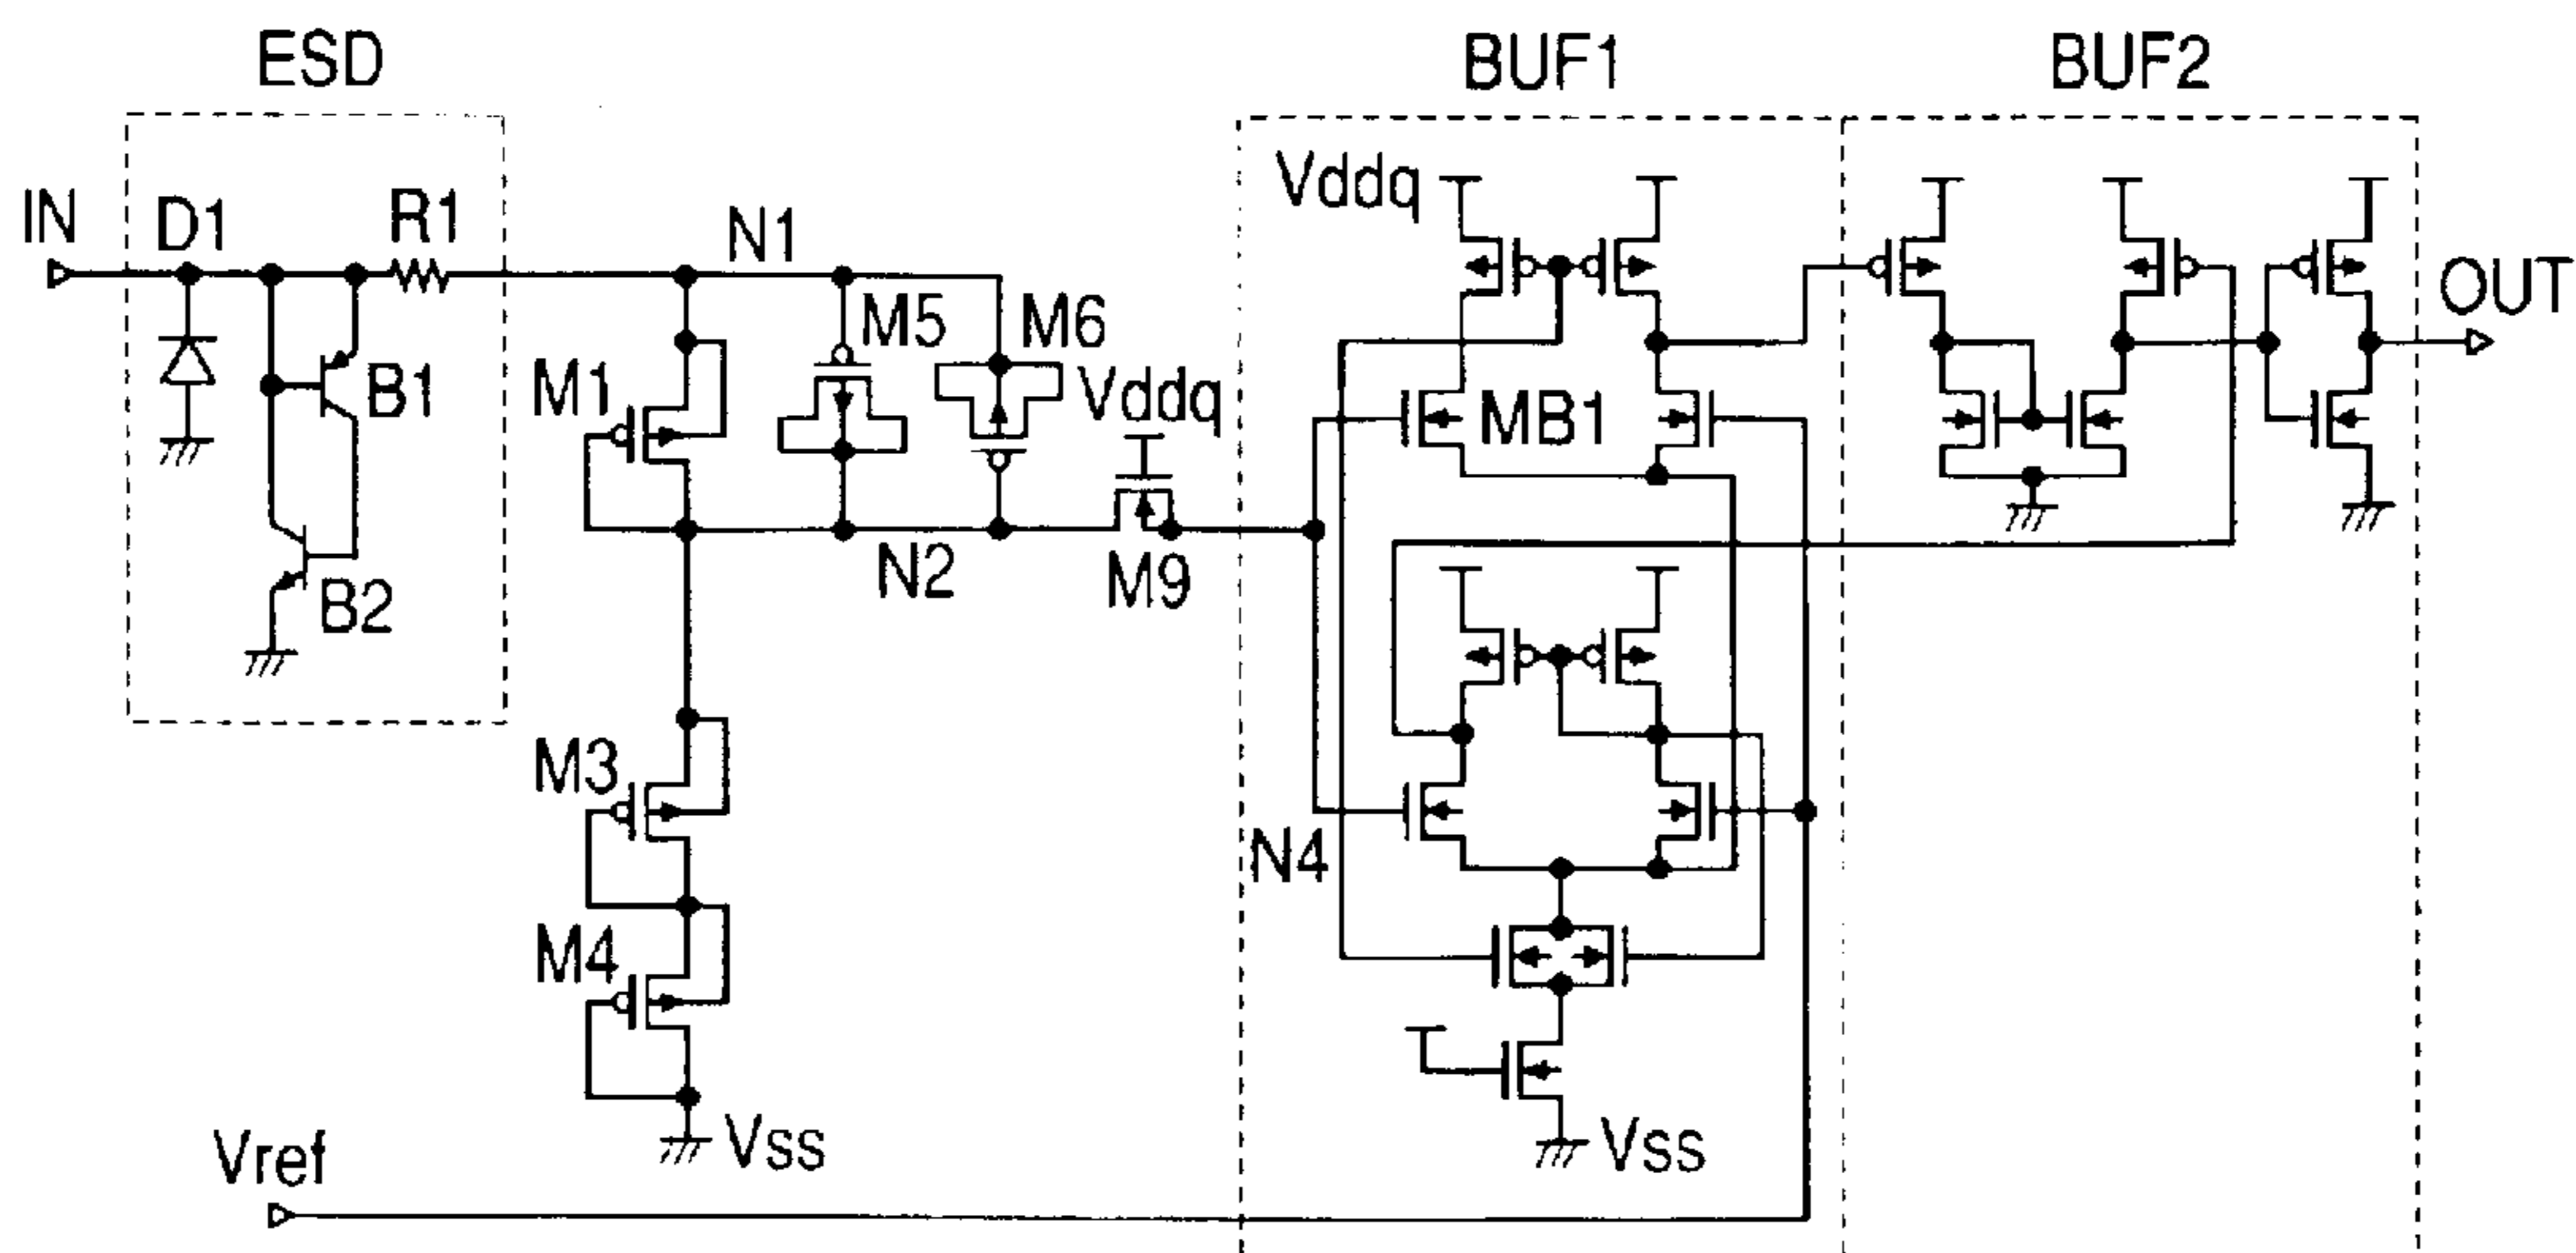 ESD
BUF1
BUF2
IN
D1
R1
N1
Vddq
OUT
M5
M6
M1
B1
Vddq
MB1
N2
M9
B2
M3
N4
M4
Vss
Vss
Vref